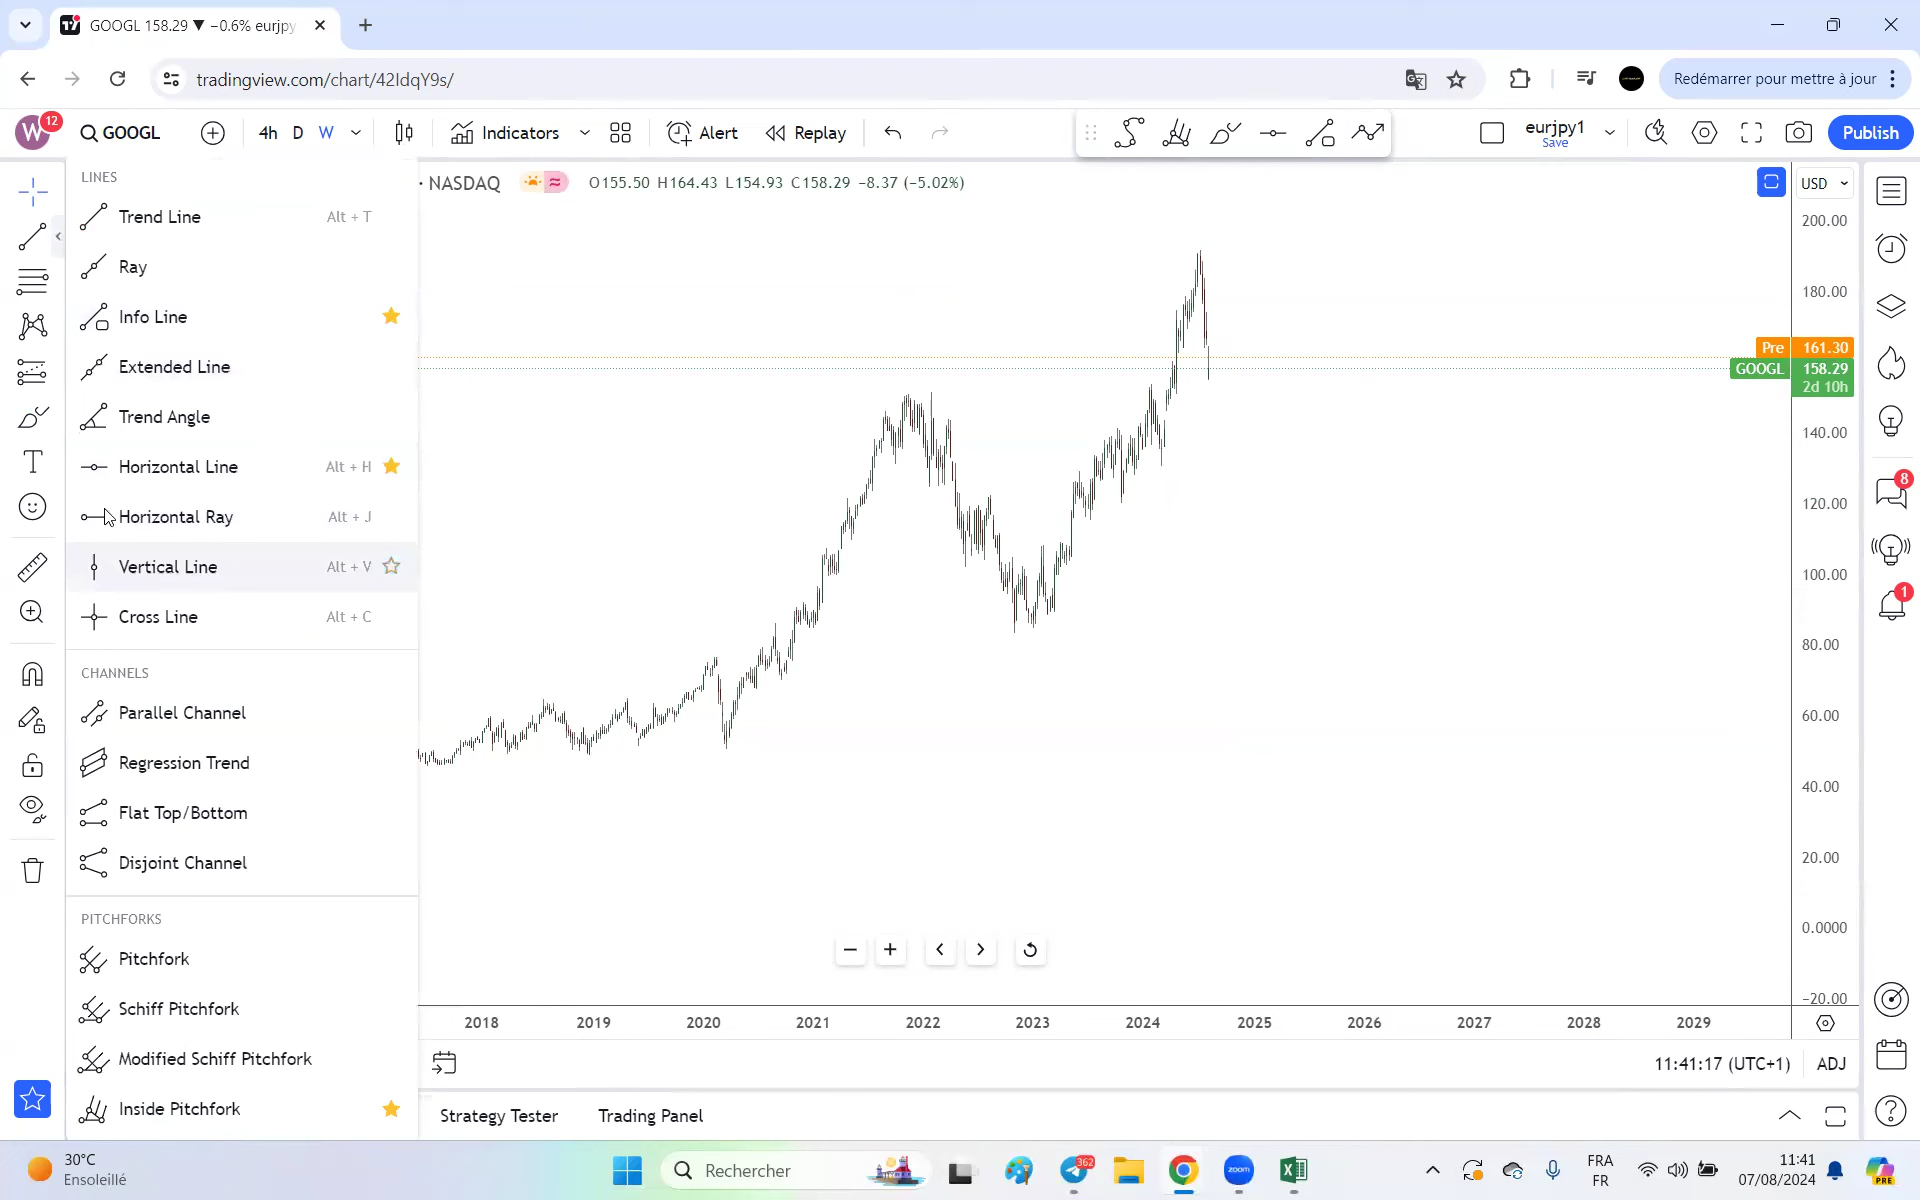 GOOGL 158.29 ▼ −0.6% eurjpy
tradingview.com/chart/42IdqY9s/
Redémarrer pour mettre à jour
W
12
GOOGL
4h D W
Indicators
Alert
Replay
eurjpy1
Save
Publish
LINES
Trend Line Alt + T
Ray
Info Line
Extended Line
Trend Angle
Horizontal Line Alt + H
Horizontal Ray Alt + J
Vertical Line Alt + V
Cross Line Alt + C
CHANNELS
Parallel Channel
Regression Trend
Flat Top/Bottom
Disjoint Channel
PITCHFORKS
Pitchfork
Schiff Pitchfork
Modified Schiff Pitchfork
Inside Pitchfork
· NASDAQ
O155.50 H164.43 L154.93 C158.29 −8.37 (−5.02%)
USD
200.00
180.00
Pre 161.30
GOOGL 158.29
2d 10h
140.00
120.00
100.00
80.00
60.00
40.00
20.00
0.0000
−20.00
8
1
2018 2019 2020 2021 2022 2023 2024 2025 2026 2027 2028 2029
11:41:17 (UTC+1) ADJ
Strategy Tester Trading Panel
30°C
Ensoleillé
Rechercher
362
zoom
FRA
FR
11:41
07/08/2024
PRE